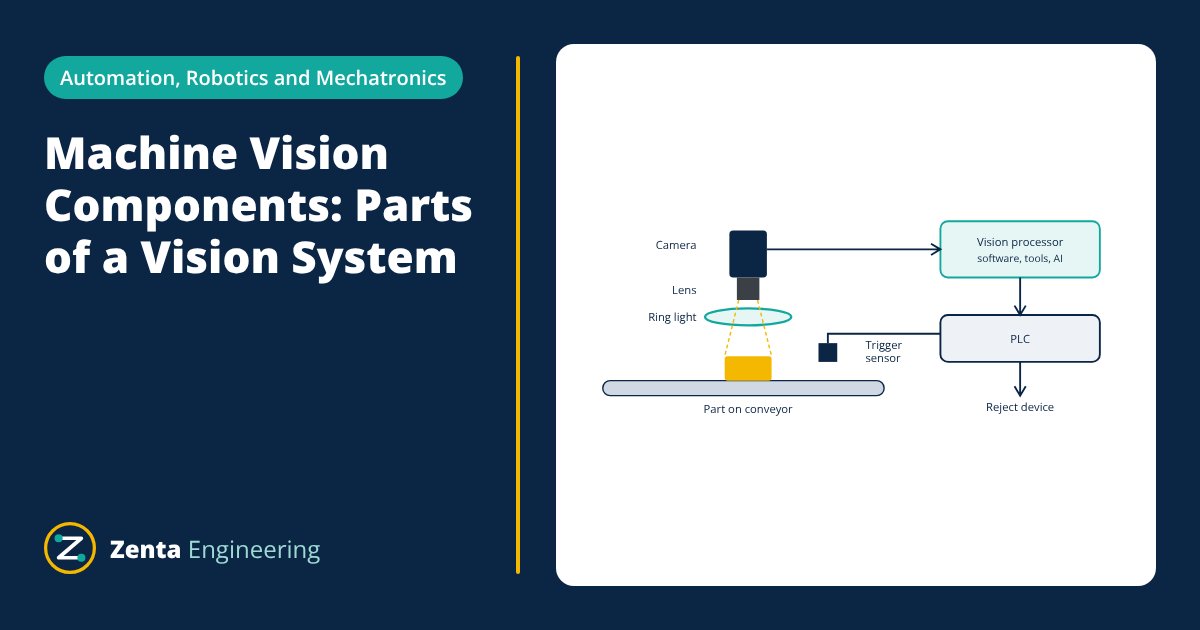 Automation, Robotics and Mechatronics
Machine Vision
Components: Parts
of a Vision System
Zenta Engineering
Camera
Lens
Ring light
Part on conveyor
Trigger
sensor
Vision processor
software, tools, AI
PLC
Reject device